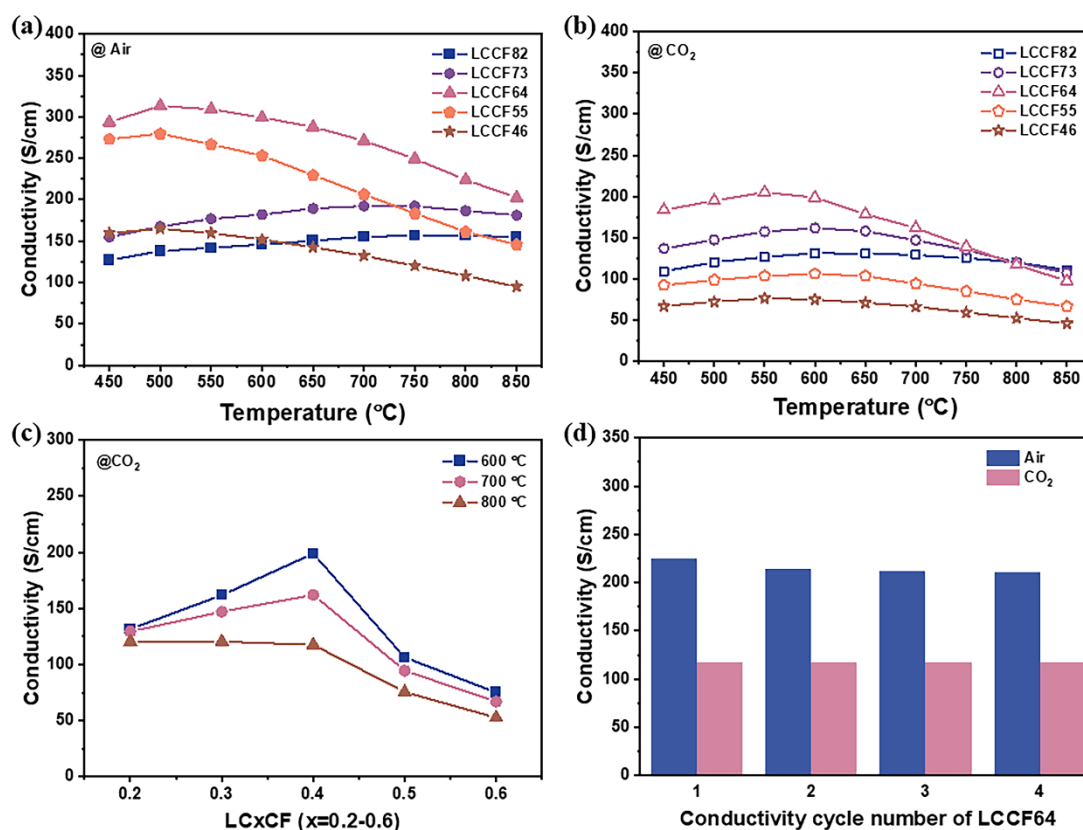 (a)
@ Air
LCCF82
LCCF73
LCCF64
LCCF55
LCCF46
400
350
300
250
200
150
100
50
0
Conductivity (S/cm)
450 500 550 600 650 700 750 800 850
Temperature (°C)
(b)
@CO₂
LCCF82
LCCF73
LCCF64
LCCF55
LCCF46
400
350
300
250
200
150
100
50
0
Conductivity (S/cm)
450 500 550 600 650 700 750 800 850
Temperature (°C)
(c)
@CO₂
600 °C
700 °C
800 °C
300
250
200
150
100
50
0
Conductivity (S/cm)
0.2 0.3 0.4 0.5 0.6
LCxCF (x=0.2-0.6)
(d)
Air
CO₂
350
300
250
200
150
100
50
0
Conductivity (S/cm)
1 2 3 4
Conductivity cycle number of LCCF64